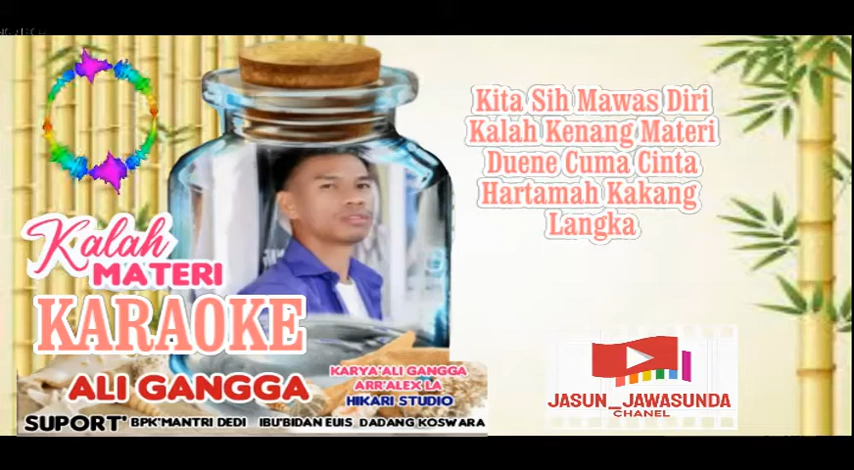 Kita Sih Mawas Diri
Kalah Kenang Materi
Duene Cuma Cinta
Hartamah Kakang
Langka
Kalah
MATERI
KARAOKE
ALI GANGGA
KARYA'ALI GANGGA
ARR'ALEX LA
HIKARI STUDIO
SUPORT' BPK'MANTRI DEDI IBU'BIDAN EUIS DADANG KOSWARA
JASUN_JAWASUNDA
CHANEL